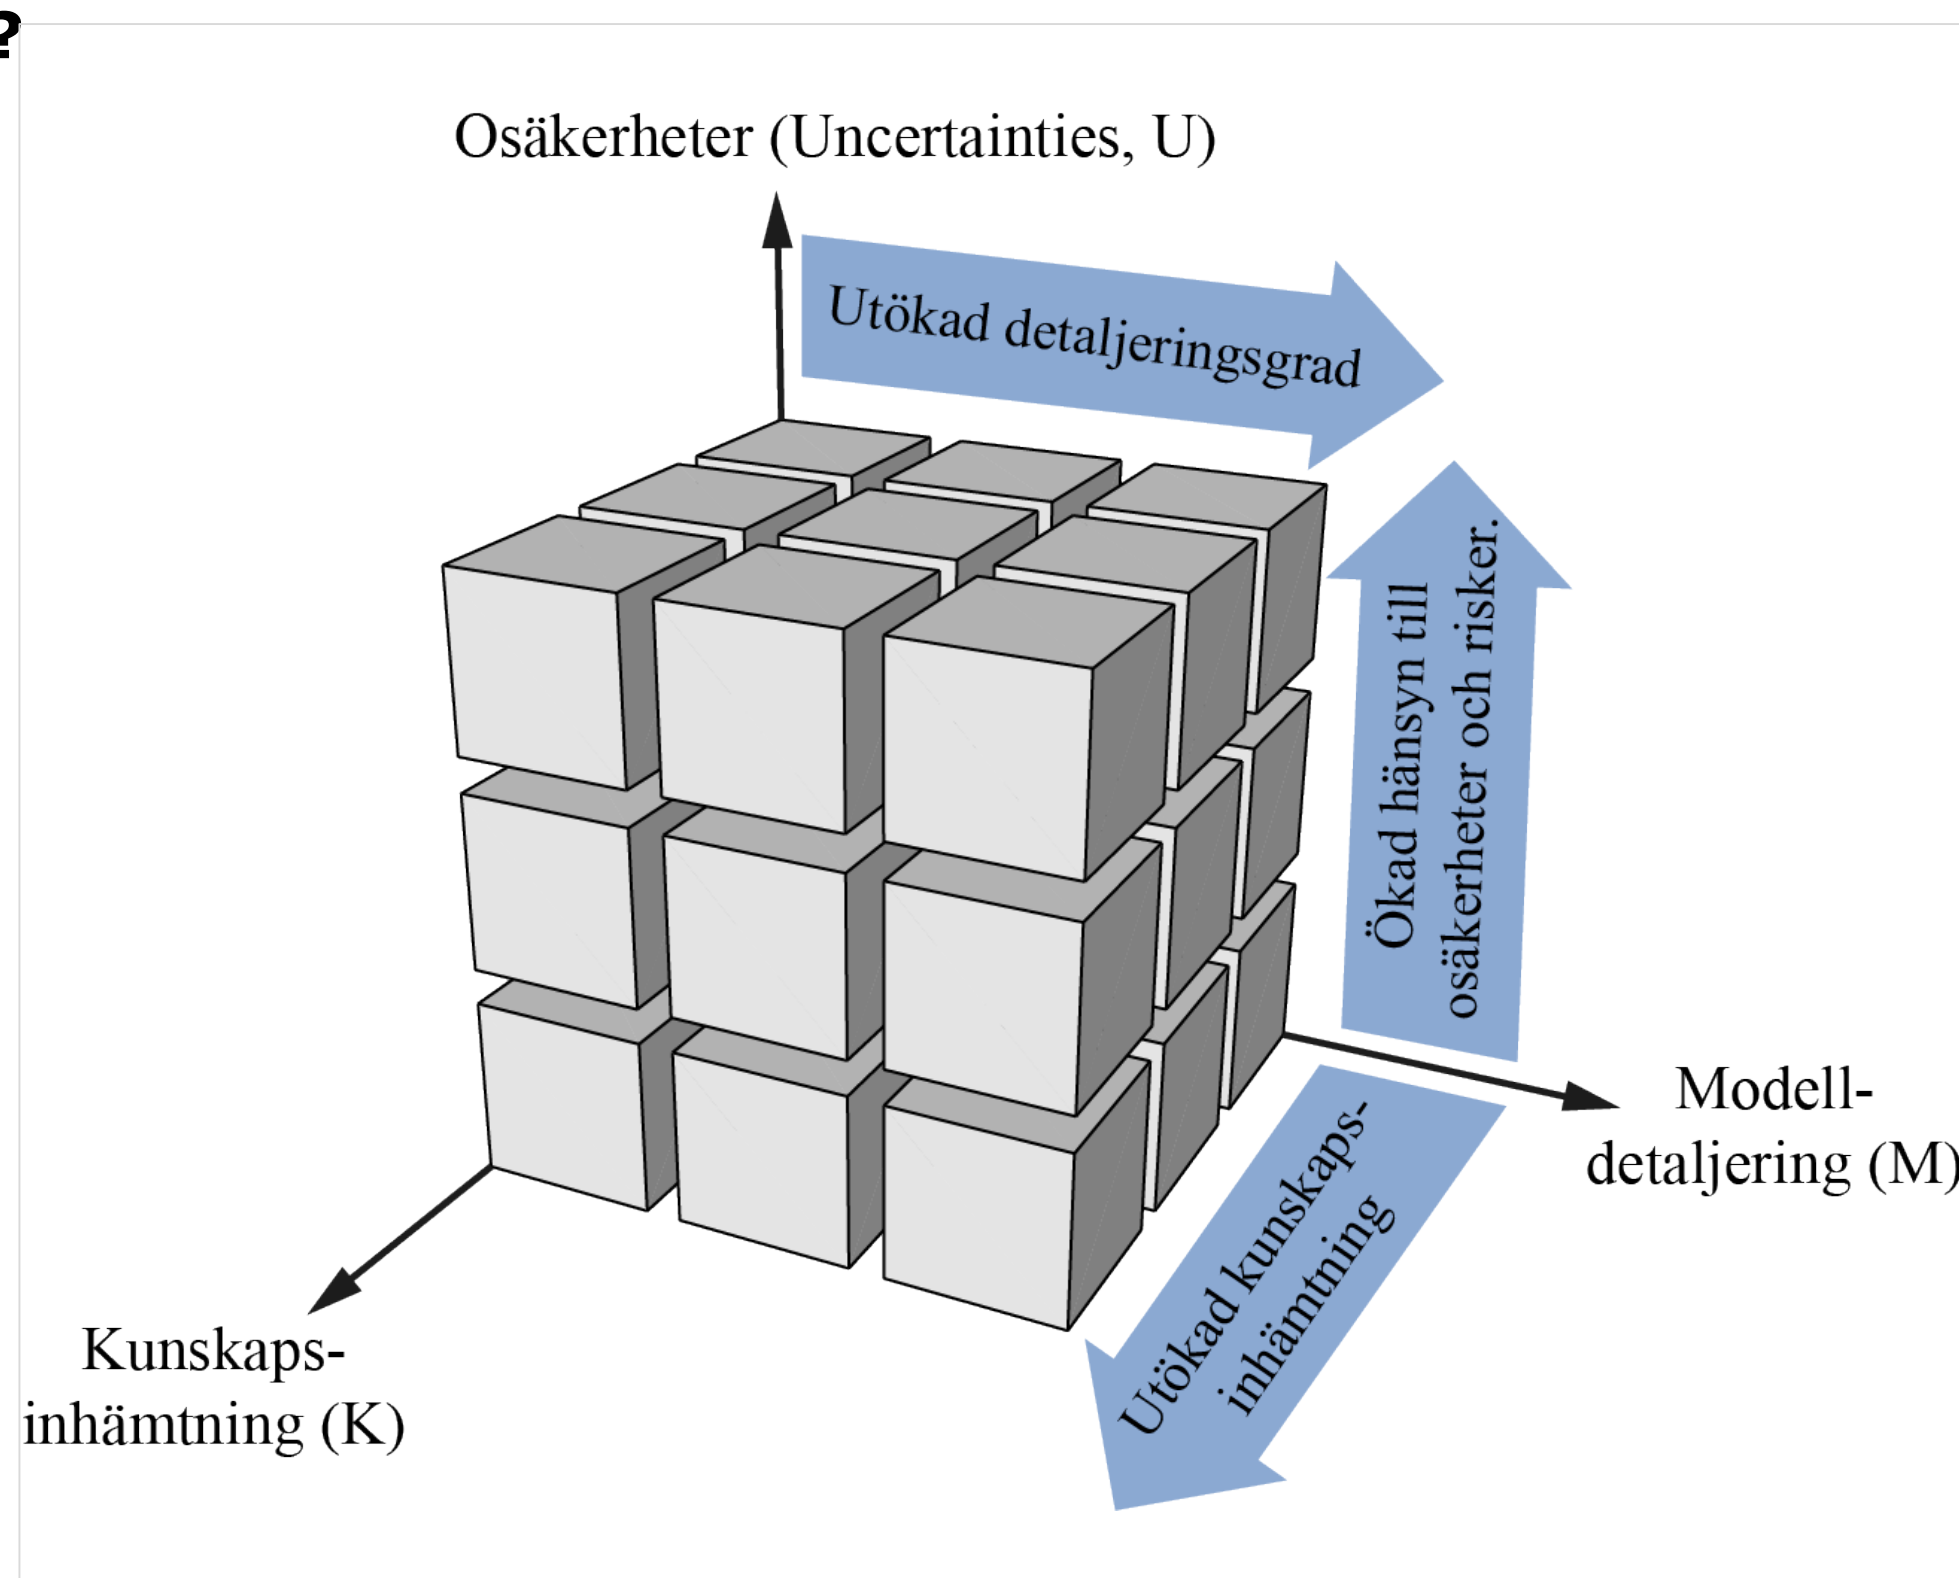 ?
Osäkerheter (Uncertainties, U)
Utökad detaljeringsgrad
Ökad hänsyn till
osäkerheter och risker.
Modell-
detaljering (M)
Utökad kunskaps-
inhämtning
Kunskaps-
inhämtning (K)